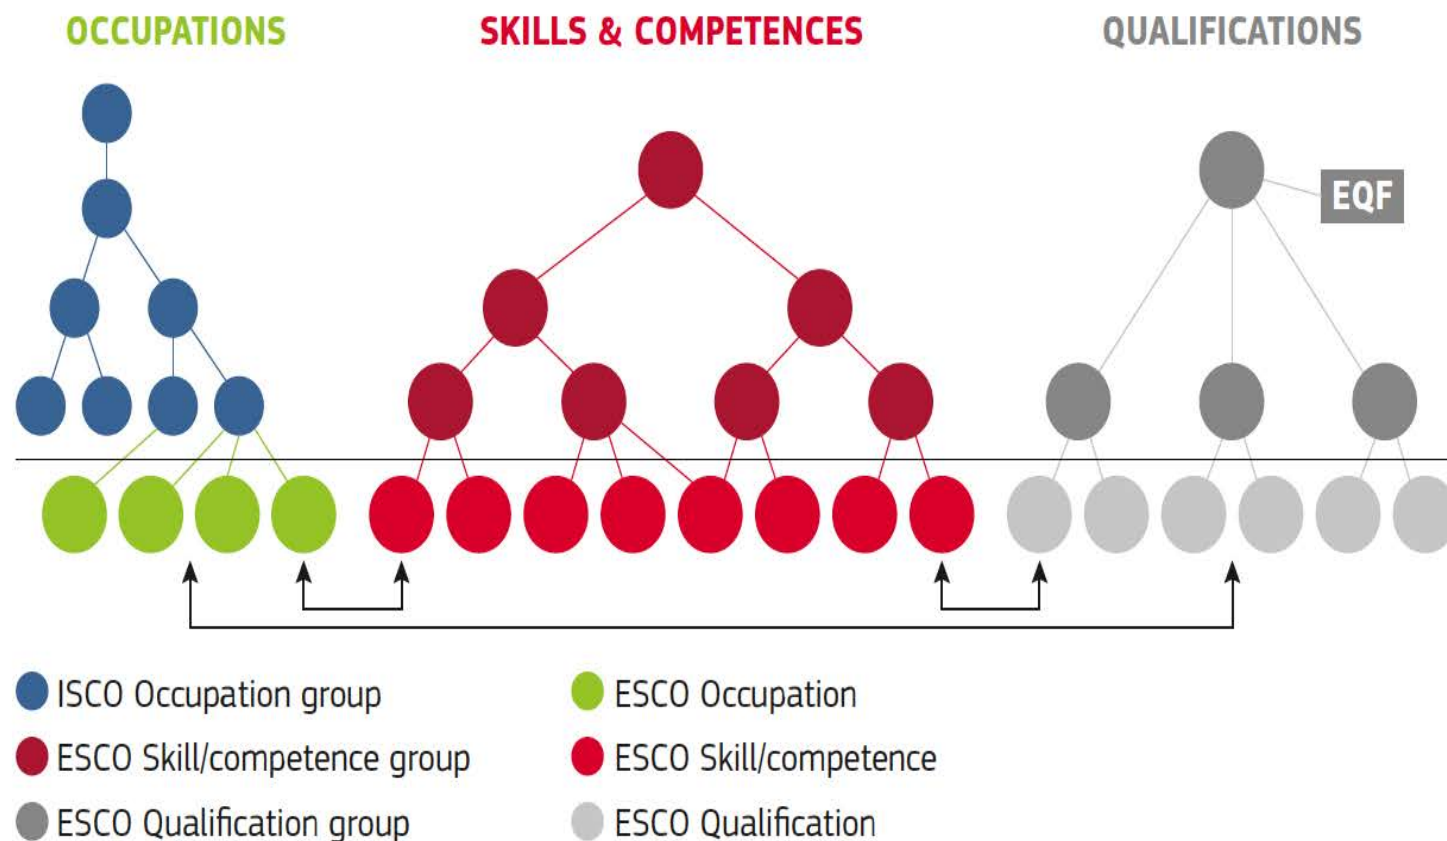 OCCUPATIONS
SKILLS & COMPETENCES
QUALIFICATIONS
EQF
ISCO Occupation group
ESCO Occupation
ESCO Skill/competence group
ESCO Skill/competence
ESCO Qualification group
ESCO Qualification